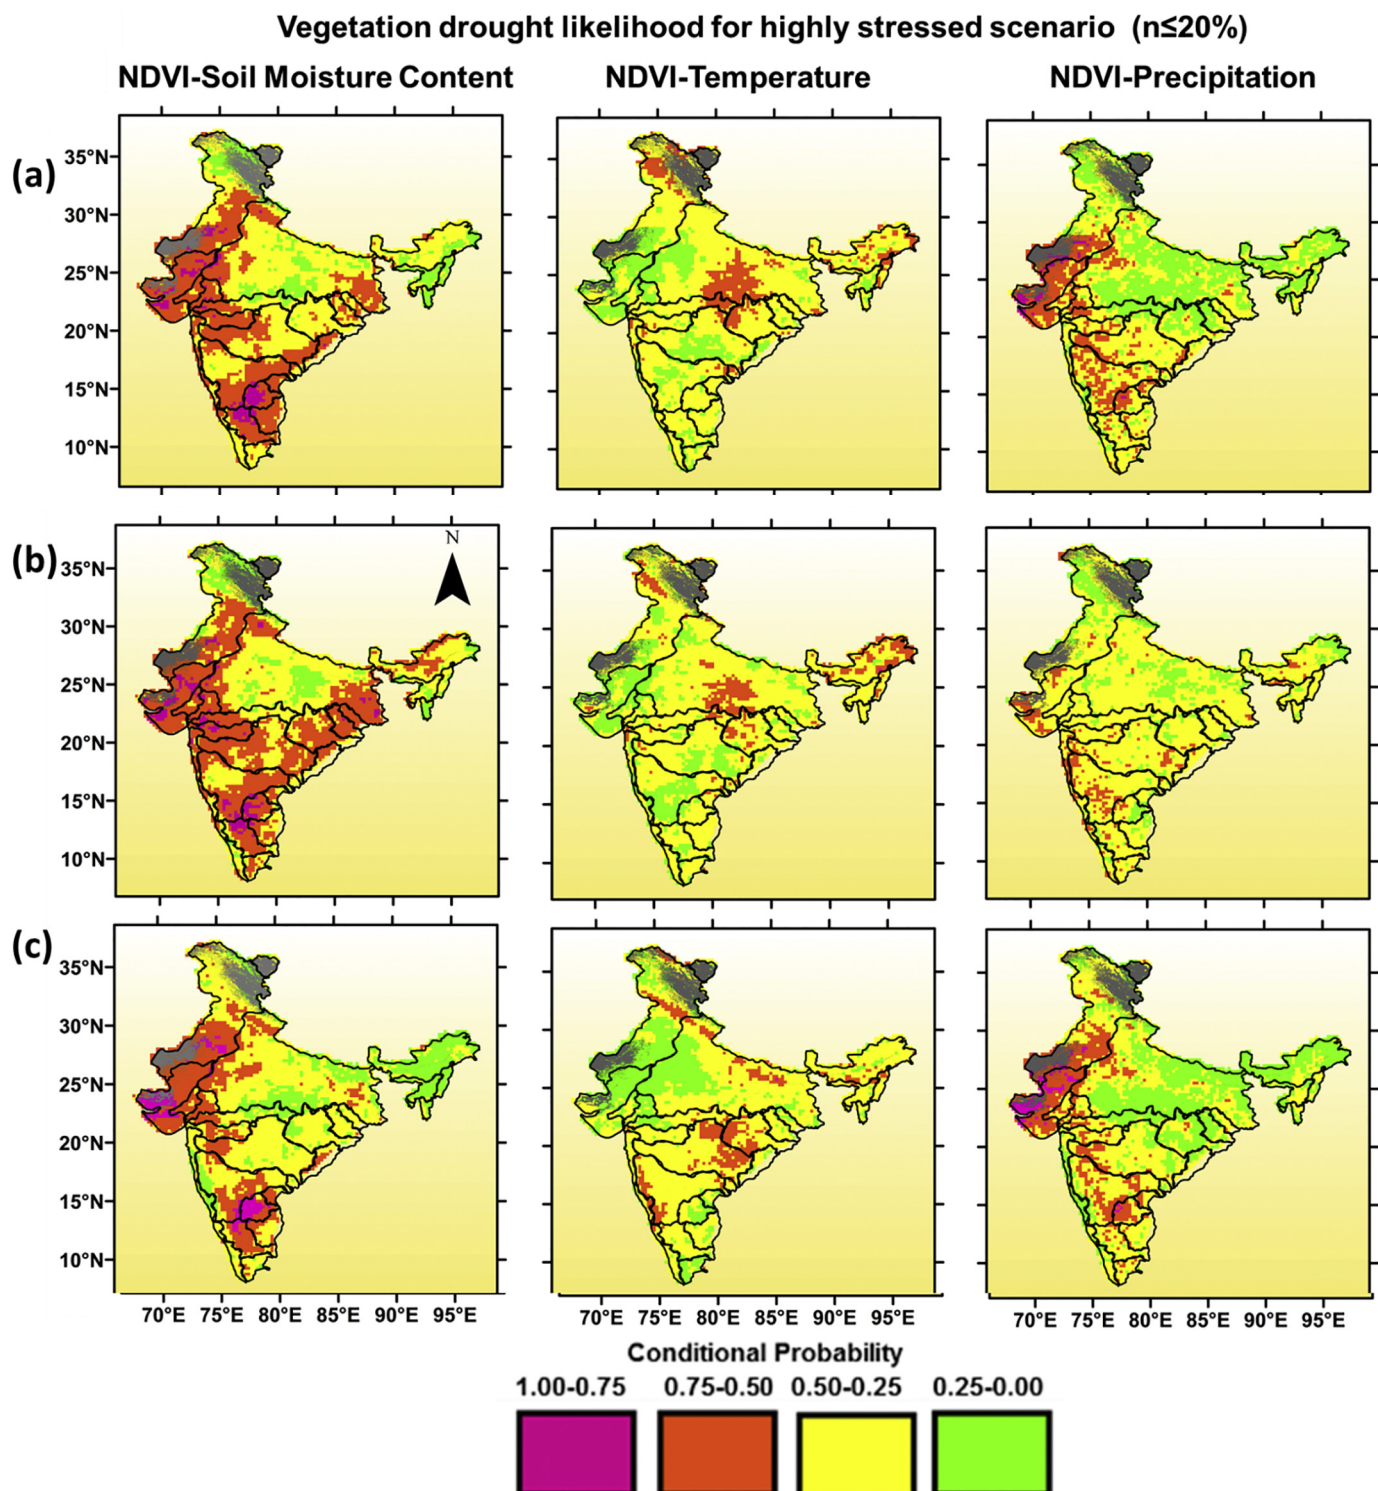 Vegetation drought likelihood for highly stressed scenario (n≤20%)
NDVI-Soil Moisture Content NDVI-Temperature NDVI-Precipitation
(a)
35°N
30°N
25°N
20°N
15°N
10°N
(b)
N
35°N
30°N
25°N
20°N
15°N
10°N
(c)
35°N
30°N
25°N
20°N
15°N
10°N
70°E 75°E 80°E 85°E 90°E 95°E 70°E 75°E 80°E 85°E 90°E 95°E 70°E 75°E 80°E 85°E 90°E 95°E
Conditional Probability
1.00-0.75 0.75-0.50 0.50-0.25 0.25-0.00